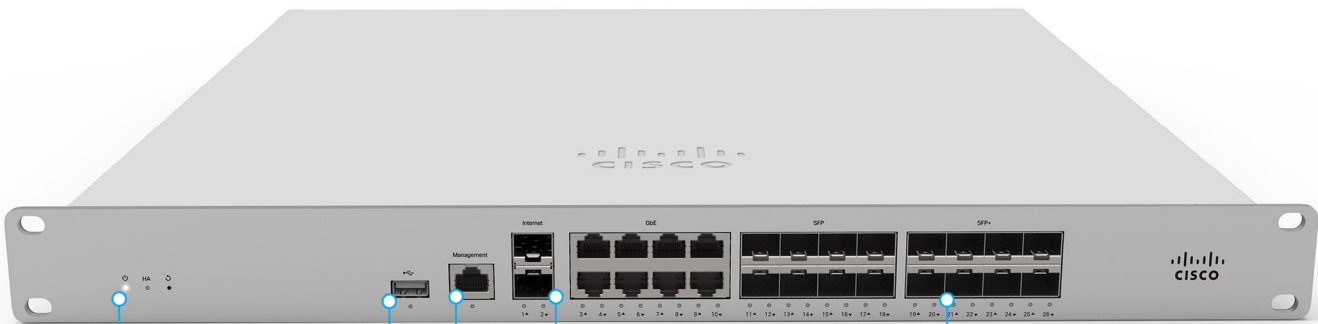 CISCO
Internet
GbE
SFP
SFP+
Management
HA
CISCO
1 2 3 4 5 6 7 8 9 10 11 12 13 14 15 16 17 18 19 20 21 22 23 24 25 26